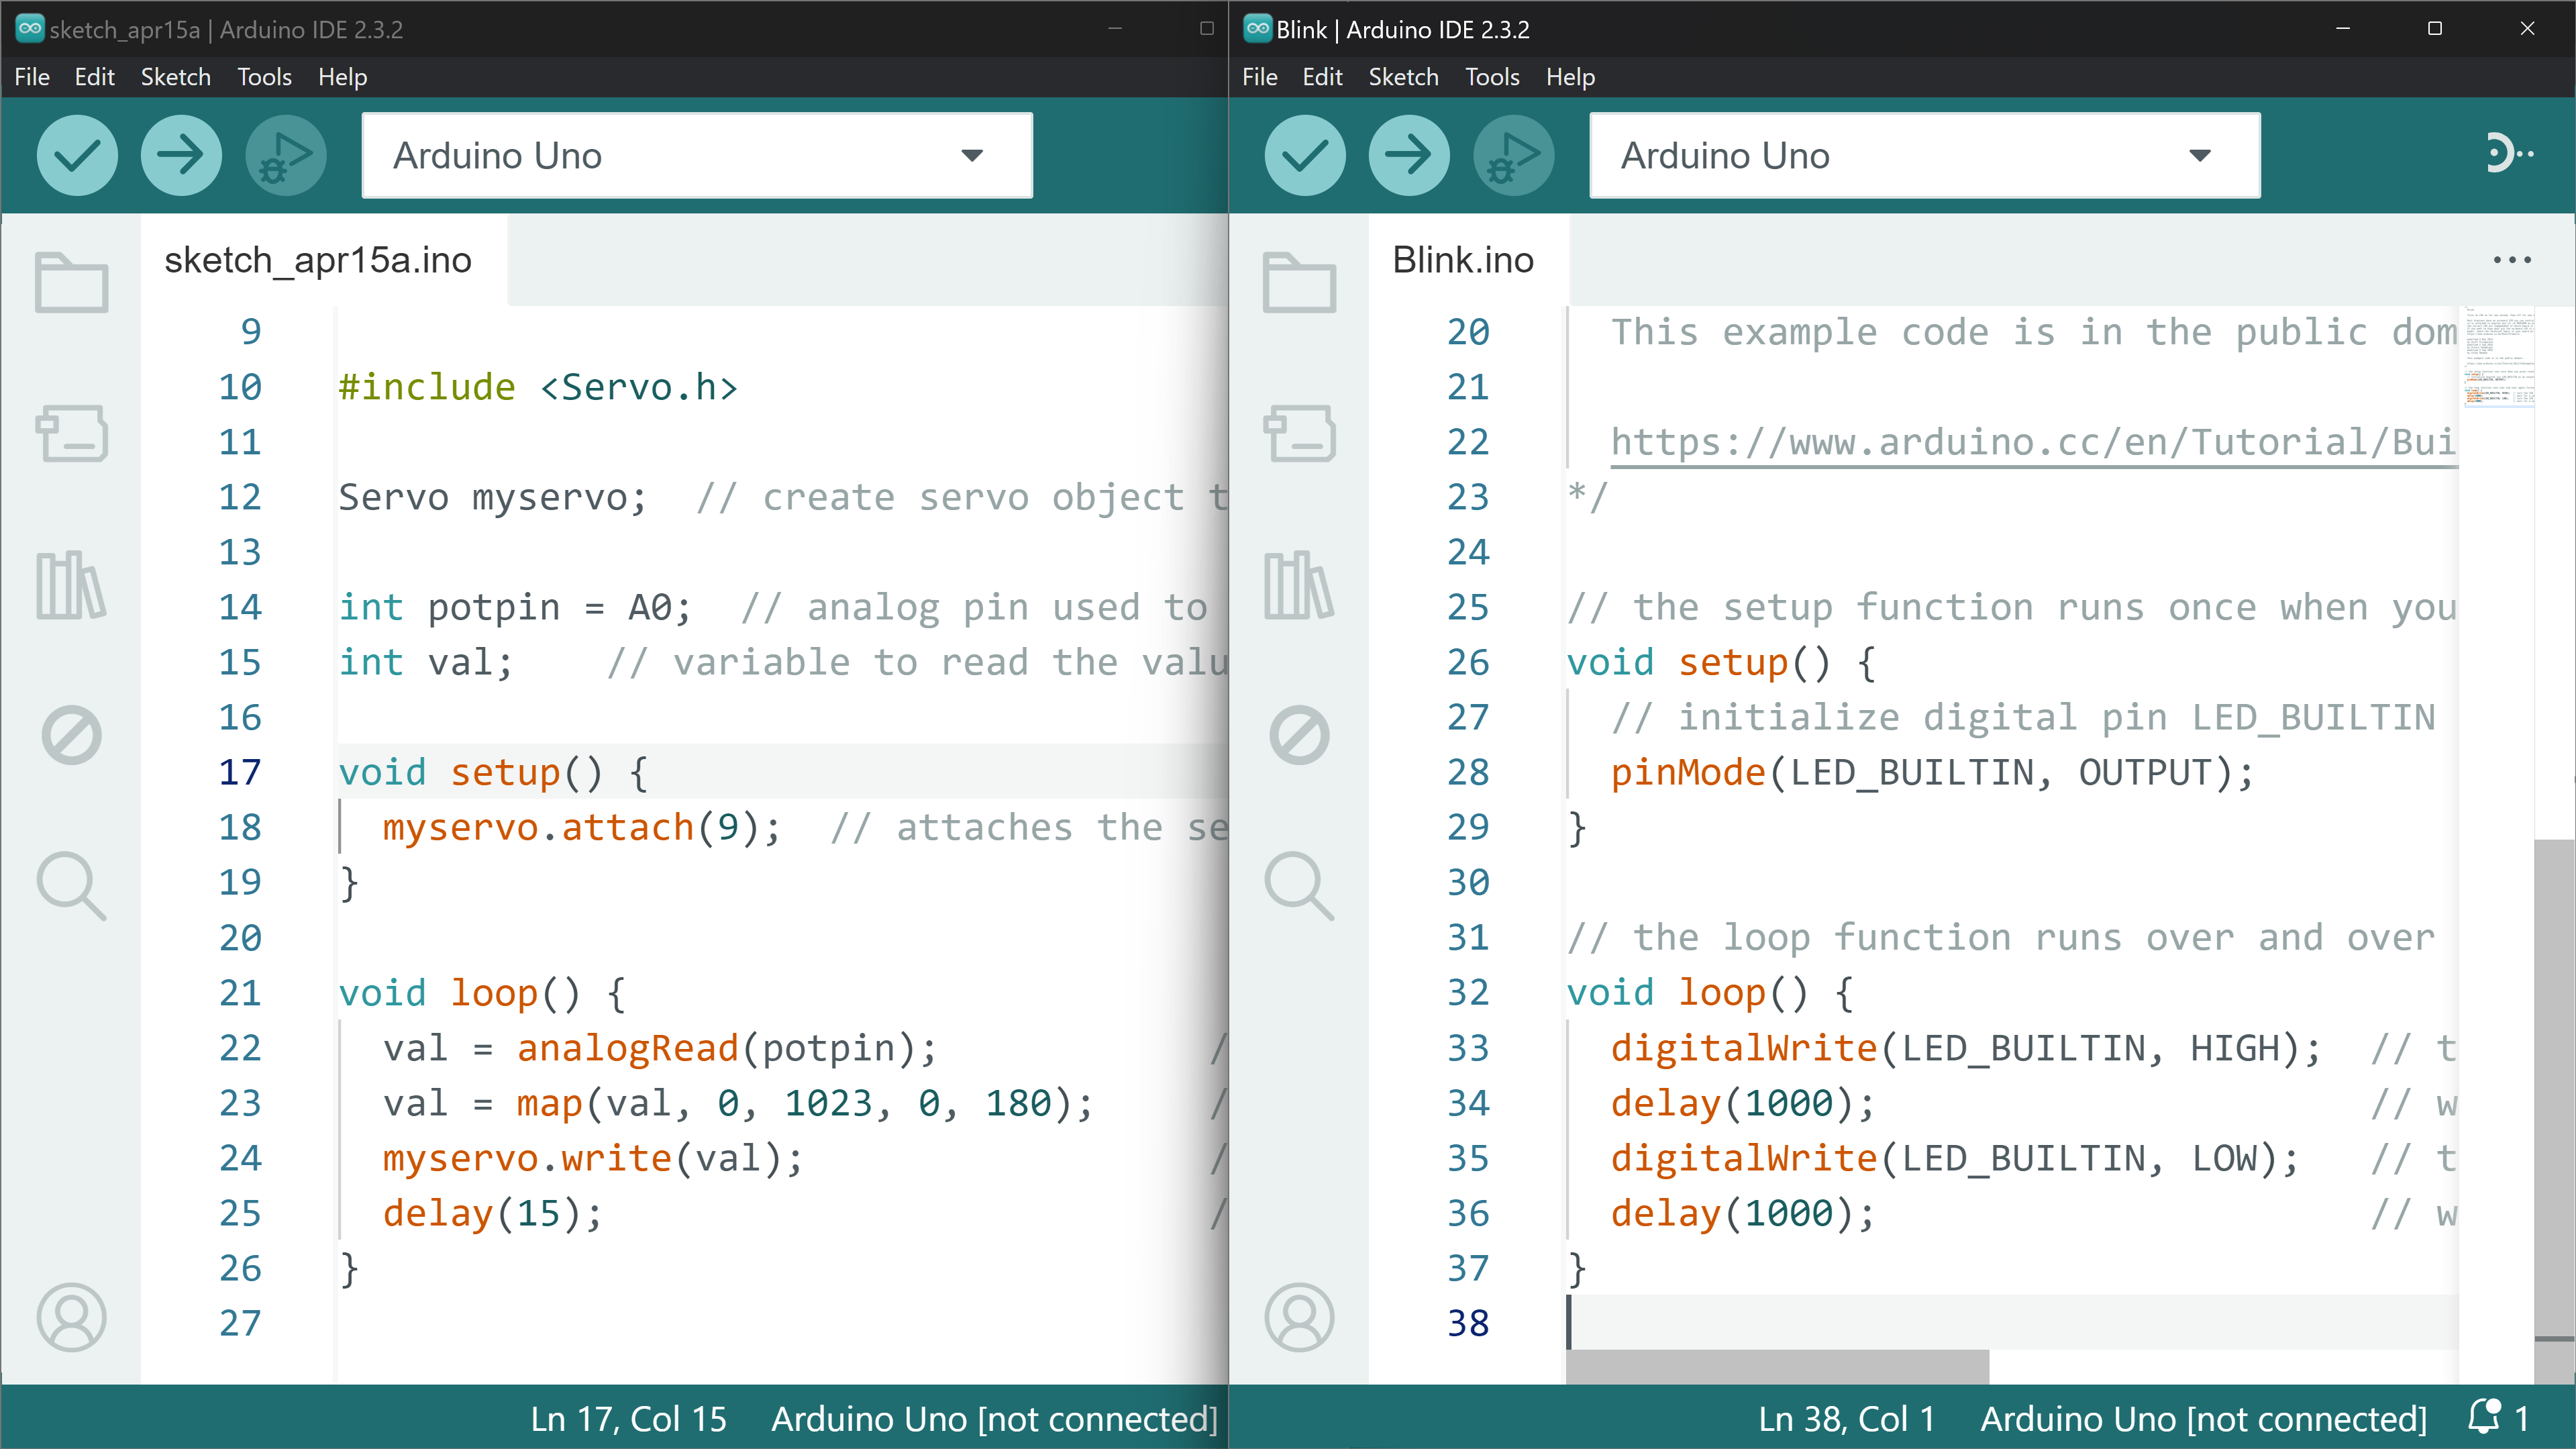 sketch_apr15a | Arduino IDE 2.3.2
File Edit Sketch Tools Help
Arduino Uno
sketch_apr15a.ino
9
10 #include <Servo.h>
11
12 Servo myservo;  // create servo object t
13
14 int potpin = A0;  // analog pin used to
15 int val;    // variable to read the valu
16
17 void setup() {
18   myservo.attach(9);  // attaches the se
19 }
20
21 void loop() {
22   val = analogRead(potpin);            /
23   val = map(val, 0, 1023, 0, 180);     /
24   myservo.write(val);                  /
25   delay(15);                           /
26 }
27
Ln 17, Col 15 Arduino Uno [not connected]
Blink | Arduino IDE 2.3.2
File Edit Sketch Tools Help
Arduino Uno
Blink.ino
20   This example code is in the public dom
21
22   https://www.arduino.cc/en/Tutorial/Bui
23 */
24
25 // the setup function runs once when you
26 void setup() {
27   // initialize digital pin LED_BUILTIN
28   pinMode(LED_BUILTIN, OUTPUT);
29 }
30
31 // the loop function runs over and over
32 void loop() {
33   digitalWrite(LED_BUILTIN, HIGH);  // t
34   delay(1000);                      // w
35   digitalWrite(LED_BUILTIN, LOW);   // t
36   delay(1000);                      // w
37 }
38
Ln 38, Col 1 Arduino Uno [not connected] 1